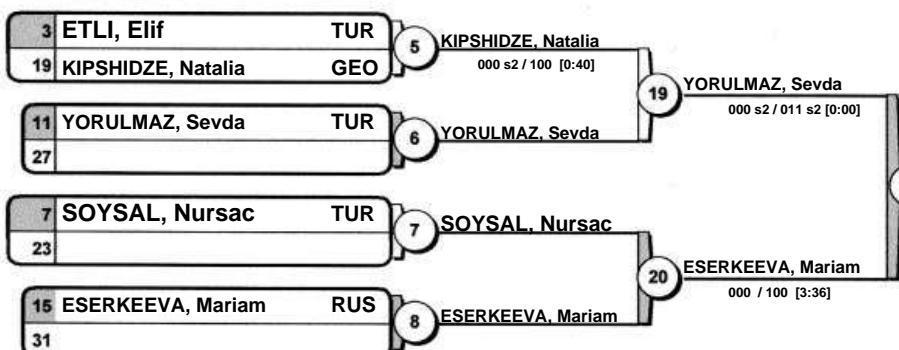 3 ETLI, Elif TUR
19 KIPSHIDZE, Natalia GEO
5
KIPSHIDZE, Natalia
000 s2 / 100 [0:40]
11 YORULMAZ, Sevda TUR
27
6
YORULMAZ, Sevda
19
YORULMAZ, Sevda
000 s2 / 011 s2 [0:00]
7 SOYSAL, Nursac TUR
23
7
SOYSAL, Nursac
15 ESERKEEVA, Mariam RUS
31
8
ESERKEEVA, Mariam
20
ESERKEEVA, Mariam
000 / 100 [3:36]